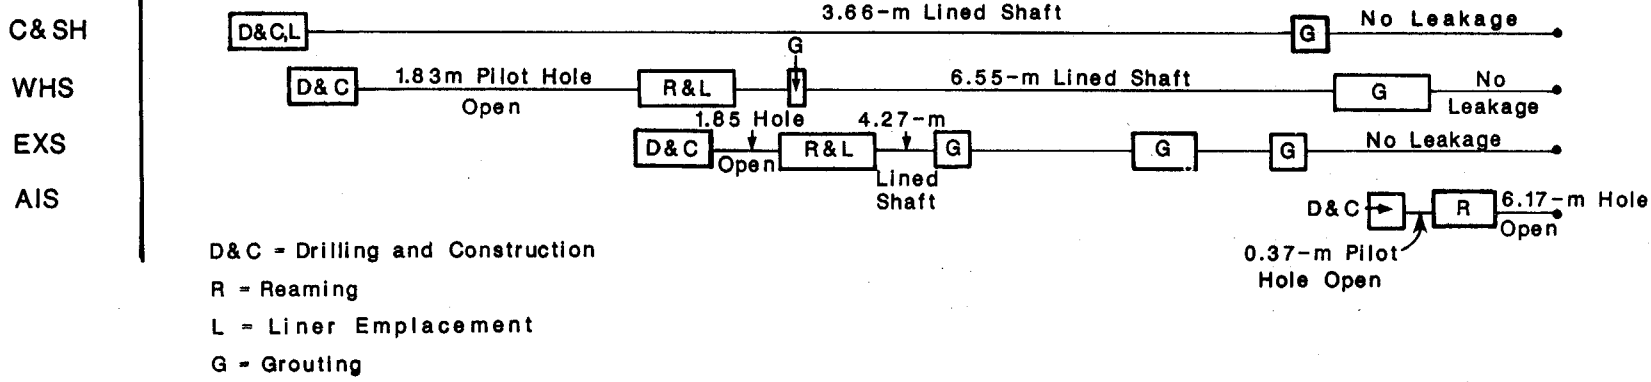 C&SH
D&C,L
3.66-m Lined Shaft
G
No Leakage
WHS
D&C
1.83m Pilot Hole
Open
R&L
G
6.55-m Lined Shaft
G
No
Leakage
EXS
D&C
1.85 Hole
Open
R&L
4.27-m
Lined
Shaft
G
G
G
No Leakage
AIS
D&C
0.37-m Pilot
Hole Open
R
6.17-m Hole
Open
D&C = Drilling and Construction
R = Reaming
L = Liner Emplacement
G = Grouting